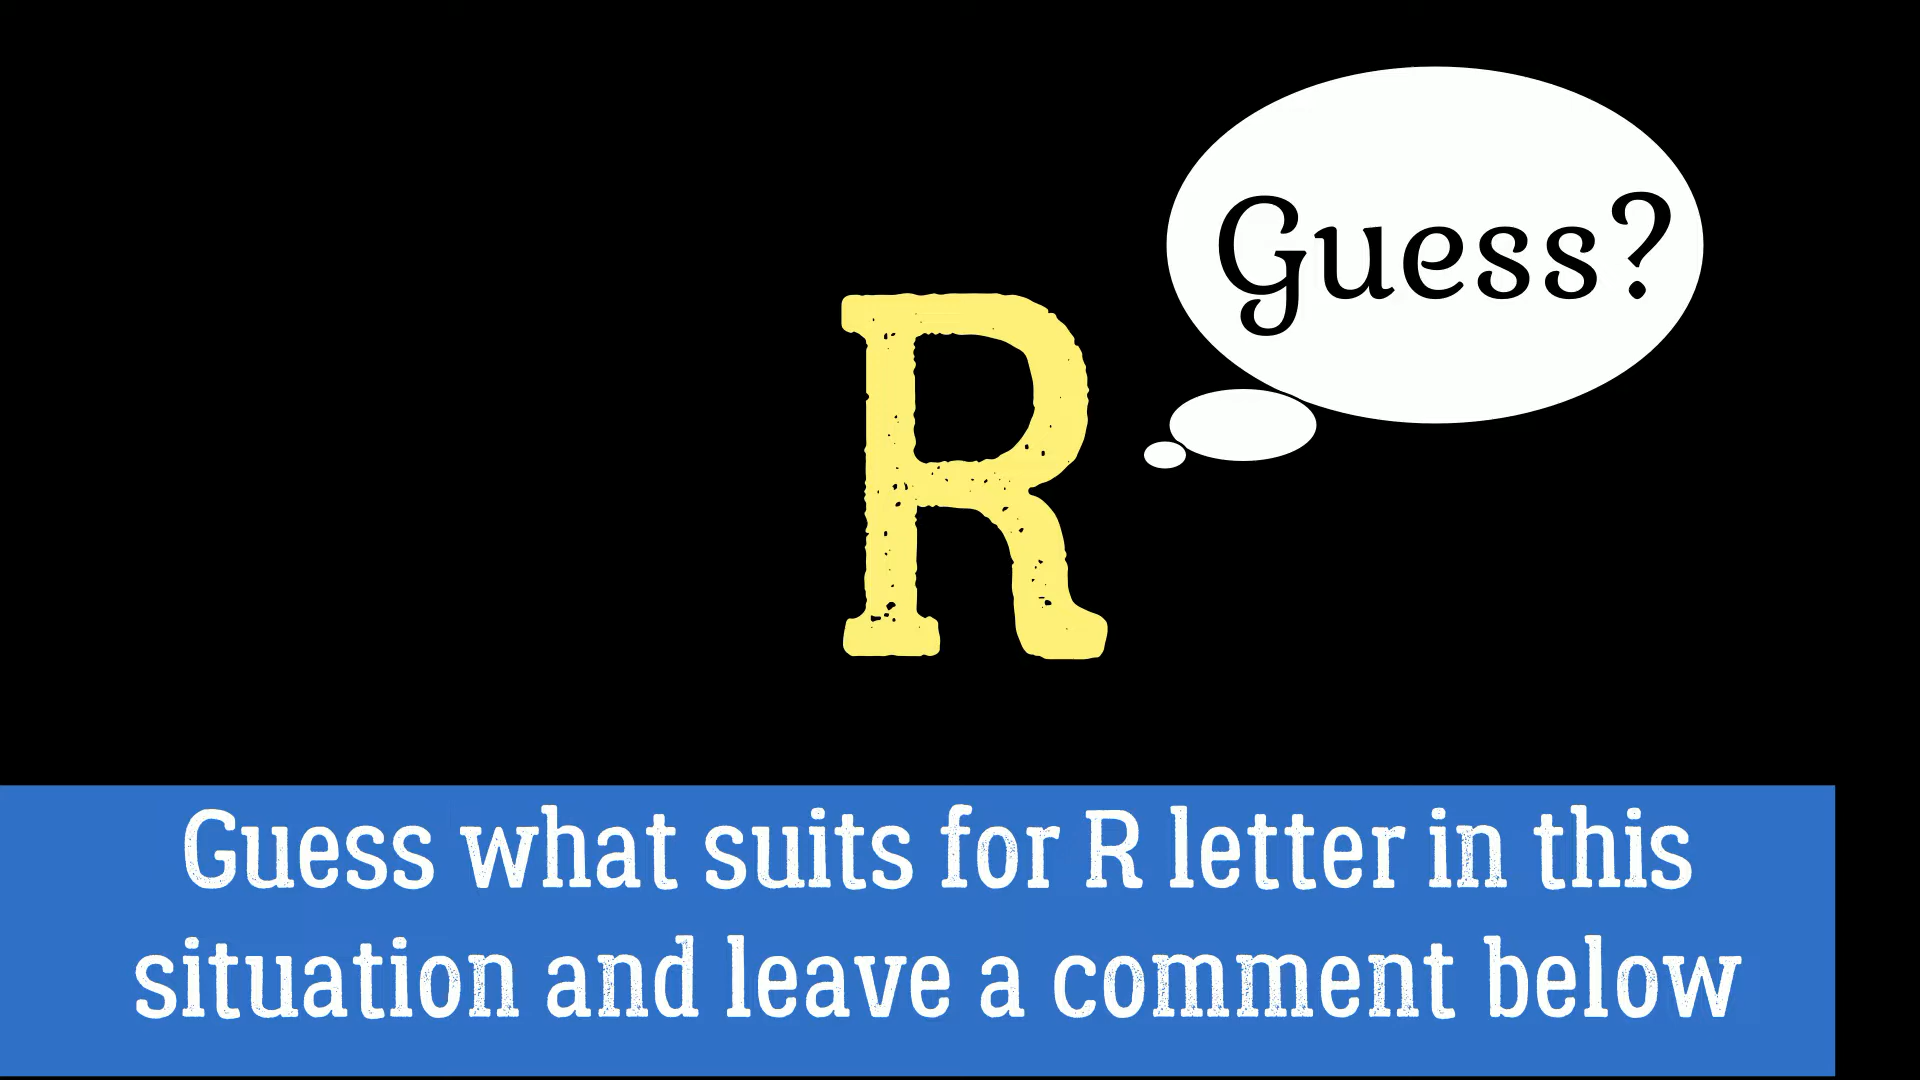 Guess?
R
Guess what suits for R letter in this
situation and leave a comment below